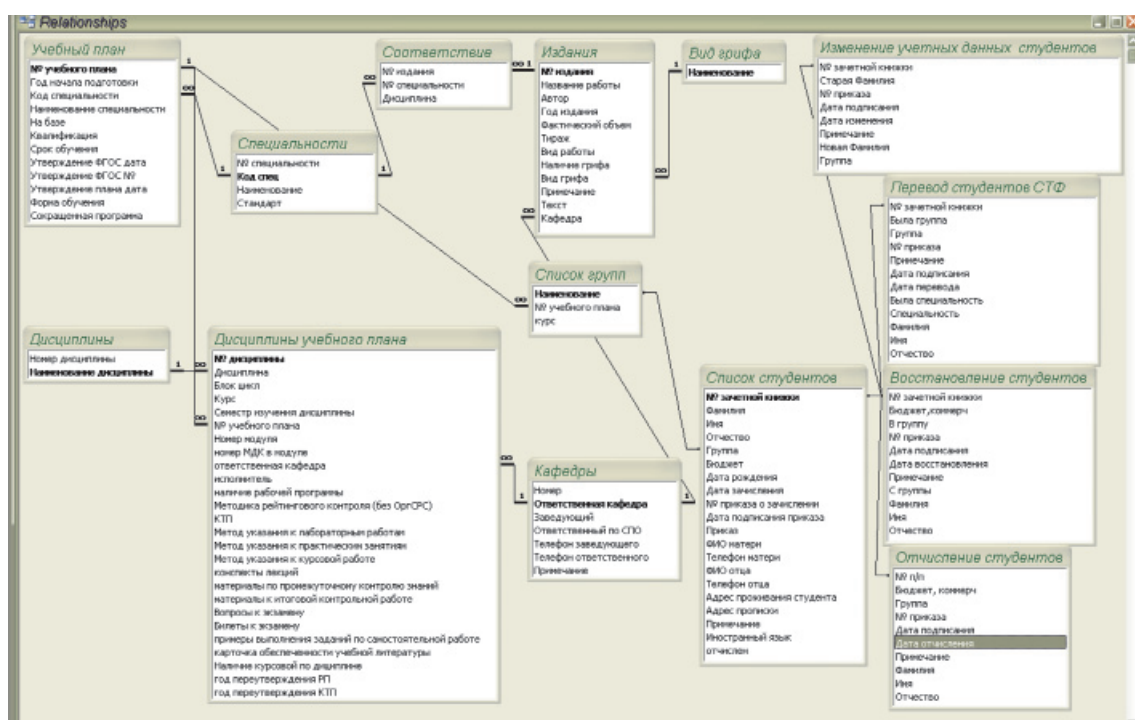 Relationships
Учебный план
№ учебного плана
Год начала подготовки
Код специальности
Наименование специальности
На базе
Квалификация
Срок обучения
Утверждение ФГОС дата
Утверждение ФГОС №
Утверждение плана дата
Форма обучения
Сокращенная программа
Соответствие
№ издания
№ специальности
Дисциплина
Издания
№ издания
Название работы
Автор
Год издания
Фактический объем
Тираж
Вид работы
Наличие грифа
Вид грифа
Примечание
Текст
Кафедра
Вид грифа
Наименование
Изменение учетных данных студентов
№ зачетной книжки
Старая Фамилия
№ приказа
Дата подписания
Дата изменения
Примечание
Новая Фамилия
Группа
Специальности
№ специальности
Код спец
Наименование
Стандарт
Перевод студентов СТФ
№ зачетной книжки
Была группа
Группа
№ приказа
Примечание
Дата подписания
Дата перевода
Была специальность
Специальность
Фамилия
Имя
Отчество
Список групп
Наименование
№ учебного плана
курс
Дисциплины
Номер дисциплины
Наименование дисциплины
Дисциплины учебного плана
№ дисциплины
Дисциплина
Блок цикл
Курс
Семестр изучения дисциплины
№ учебного плана
Номер модуля
номер МДК в модуле
ответственная кафедра
исполнитель
наличие рабочей программы
Методика рейтингового контроля (без ОргСРС)
КТП
Метод указания к лабораторным работам
Метод указания к практическим занятиям
Метод указания к курсовой работе
конспекты лекций
материалы по промежуточному контролю знаний
материалы к итоговой контрольной работе
Вопросы к экзамену
Билеты к экзамену
примеры выполнения заданий по самостоятельной работе
карточка обеспеченности учебной литературы
Наличие курсовой по дициплине
год переутверждения РП
год переутверждения КТП
Кафедры
Номер
Ответственная кафедра
Заведующий
Ответственный по СПО
Телефон заведующего
Телефон ответственного
Примечание
Список студентов
№ зачетной книжки
Фамилия
Имя
Отчество
Группа
Бюджет
Дата рождения
Дата зачисления
№ приказа о зачислении
Дата подписания приказа
Приказ
ФИО матери
Телефон матери
ФИО отца
Телефон отца
Адрес проживания студента
Адрес прописки
Примечание
Иностранный язык
отчислен
Восстановление студентов
№ зачетной книжки
Бюджет,коммерч
В группу
№ приказа
Дата подписания
Дата восстановления
Примечание
С группы
Фамилия
Имя
Отчество
Отчисление студентов
№ п/п
Бюджет, коммерч
Группа
№ приказа
Дата подписания
Дата отчисления
Примечание
Фамилия
Имя
Отчество